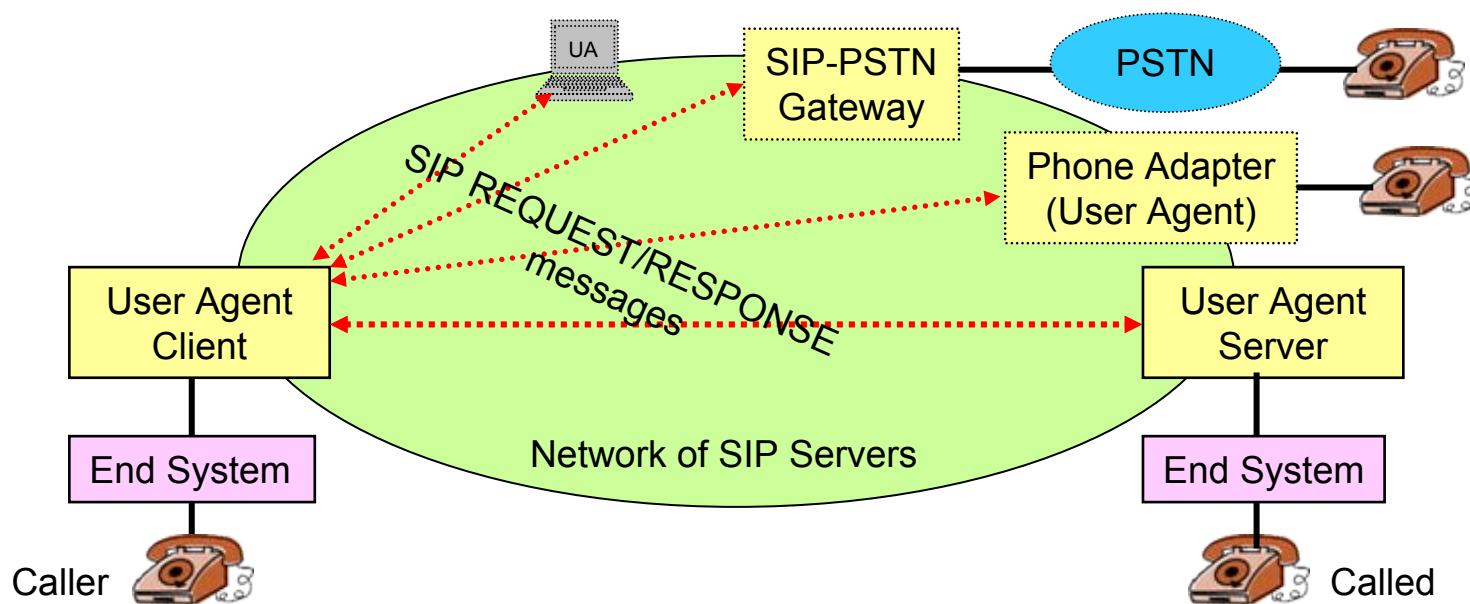 UA
SIP-PSTN
Gateway
PSTN
Phone Adapter
(User Agent)
SIP REQUEST/RESPONSE
messages
User Agent
Client
User Agent
Server
Network of SIP Servers
End System
End System
Caller
Called